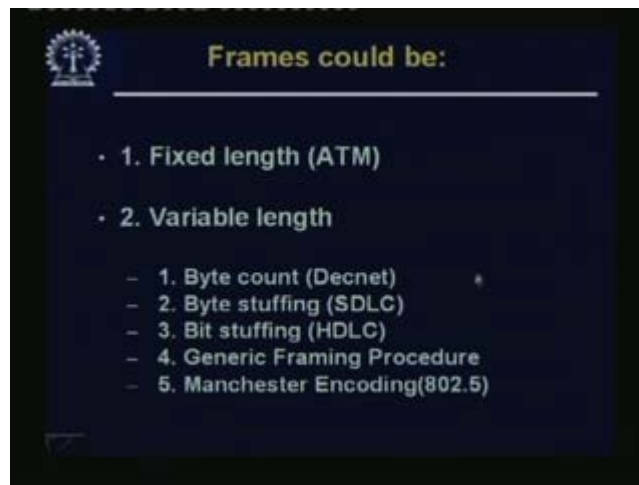 Frames could be:
· 1. Fixed length (ATM)
· 2. Variable length
– 1. Byte count (Decnet)
– 2. Byte stuffing (SDLC)
– 3. Bit stuffing (HDLC)
– 4. Generic Framing Procedure
– 5. Manchester Encoding(802.5)